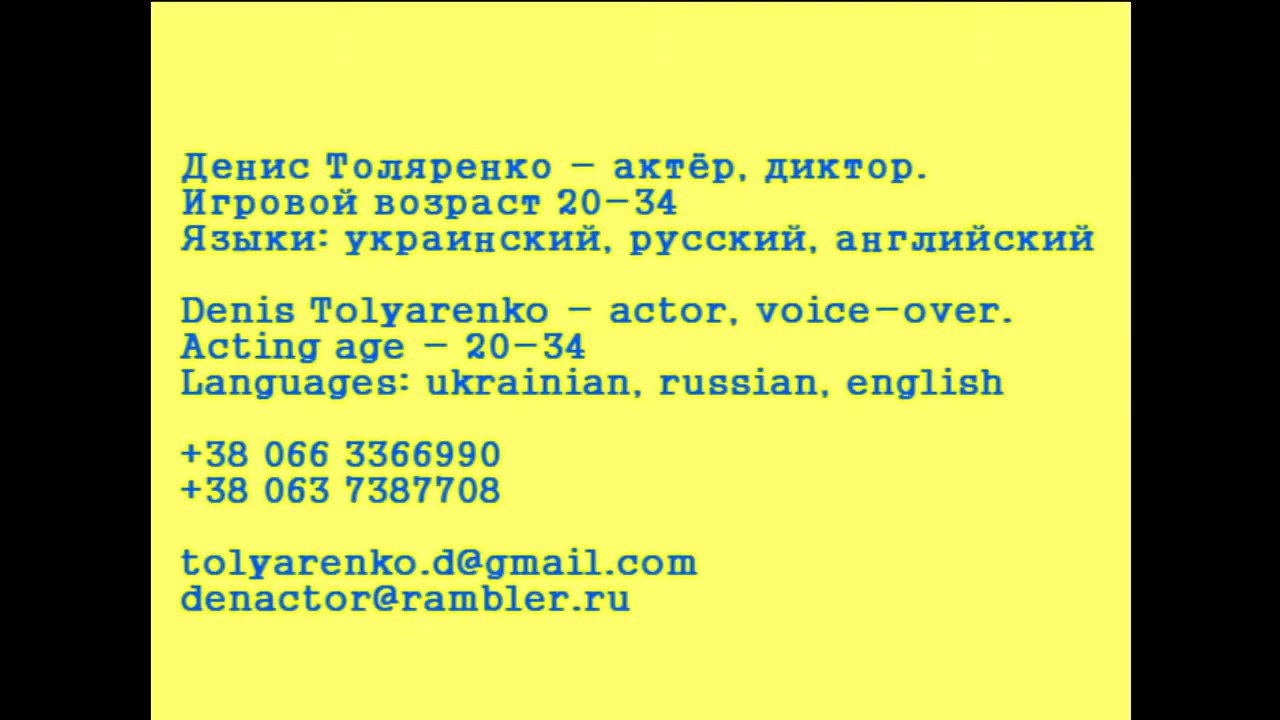 Денис Толяренко - актёр, диктор.
Игровой возраст 20-34
Языки: украинский, русский, английский
Denis Tolyarenko - actor, voice-over.
Acting age - 20-34
Languages: ukrainian, russian, english
+38 066 3366990
+38 063 7387708
tolyarenko.d@gmail.com
denactor@rambler.ru